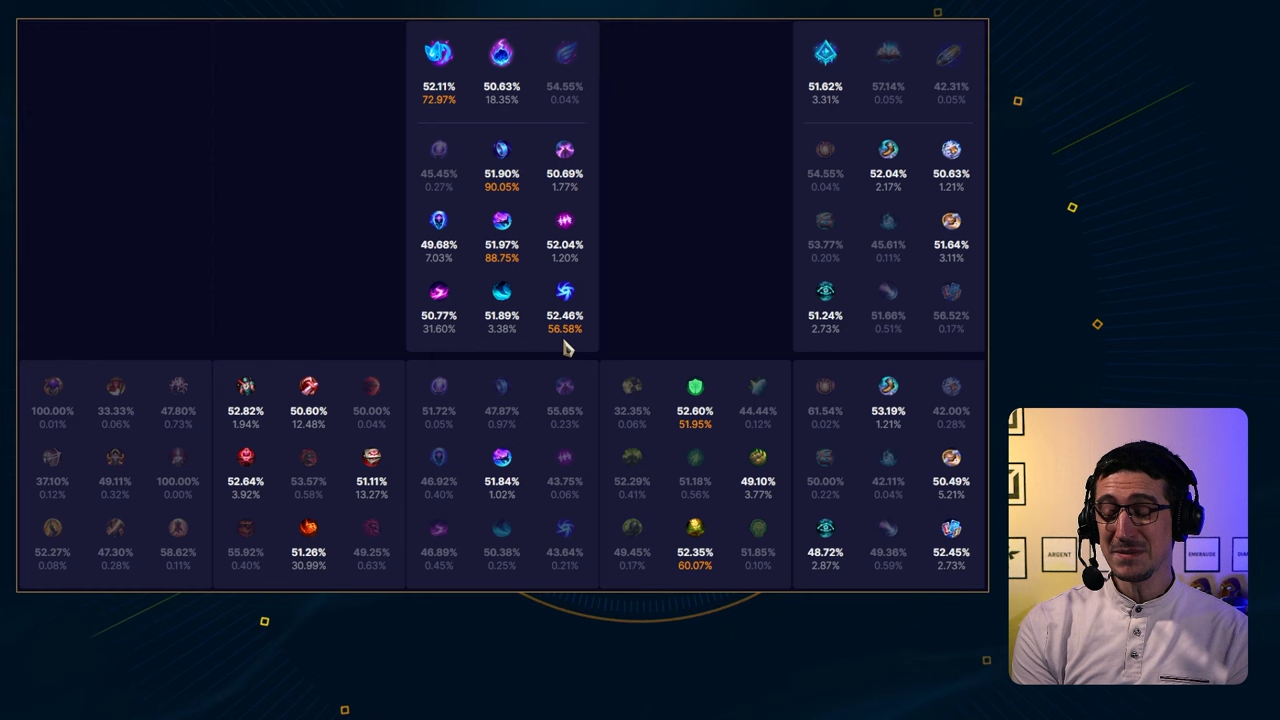 52.11% 50.63% 54.55%
72.97% 18.35% 0.04%
45.45% 51.90% 50.69%
0.27% 90.05% 1.77%
49.68% 51.97% 52.04%
7.03% 88.75% 1.20%
50.77% 51.89% 52.46%
31.60% 3.38% 56.58%
51.62% 57.14% 42.31%
3.31% 0.05% 0.05%
54.55% 52.04% 50.63%
0.04% 2.17% 1.21%
53.77% 45.61% 51.64%
0.20% 0.11% 3.11%
51.24% 51.66% 56.52%
2.73% 0.51% 0.17%
100.00% 33.33% 47.80%
0.01% 0.06% 0.73%
37.10% 49.11% 100.00%
0.12% 0.32% 0.00%
52.27% 47.30% 58.62%
0.08% 0.28% 0.11%
52.82% 50.60% 50.00%
1.94% 12.48% 0.04%
52.64% 53.57% 51.11%
3.92% 0.58% 13.27%
55.92% 51.26% 49.25%
0.40% 30.99% 0.63%
51.72% 47.87% 55.65%
0.05% 0.97% 0.23%
46.92% 51.84% 43.75%
0.40% 1.02% 0.06%
46.89% 50.38% 43.64%
0.45% 0.25% 0.21%
32.35% 52.60% 44.44%
0.06% 51.95% 0.12%
52.29% 51.18% 49.10%
0.41% 0.56% 3.77%
49.45% 52.35% 51.85%
0.17% 60.07% 0.10%
61.54% 53.19% 42.00%
0.02% 1.21% 0.28%
50.00% 42.11% 50.49%
0.22% 0.04% 5.21%
48.72% 49.36% 52.45%
2.87% 0.59% 2.73%
ARGENT
EMERAUDE